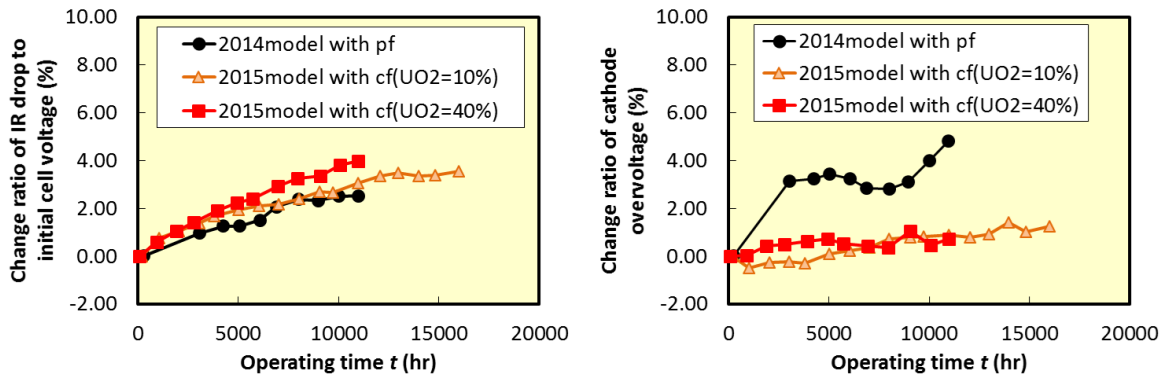 Change ratio of IR drop to
initial cell voltage (%)
10.00
8.00
6.00
4.00
2.00
0.00
-2.00
2014model with pf
2015model with cf(UO2=10%)
2015model with cf(UO2=40%)
0
5000
10000
15000
20000
Operating time t (hr)
Change ratio of cathode
overvoltage (%)
10.00
8.00
6.00
4.00
2.00
0.00
-2.00
2014model with pf
2015model with cf(UO2=10%)
2015model with cf(UO2=40%)
0
5000
10000
15000
20000
Operating time t (hr)